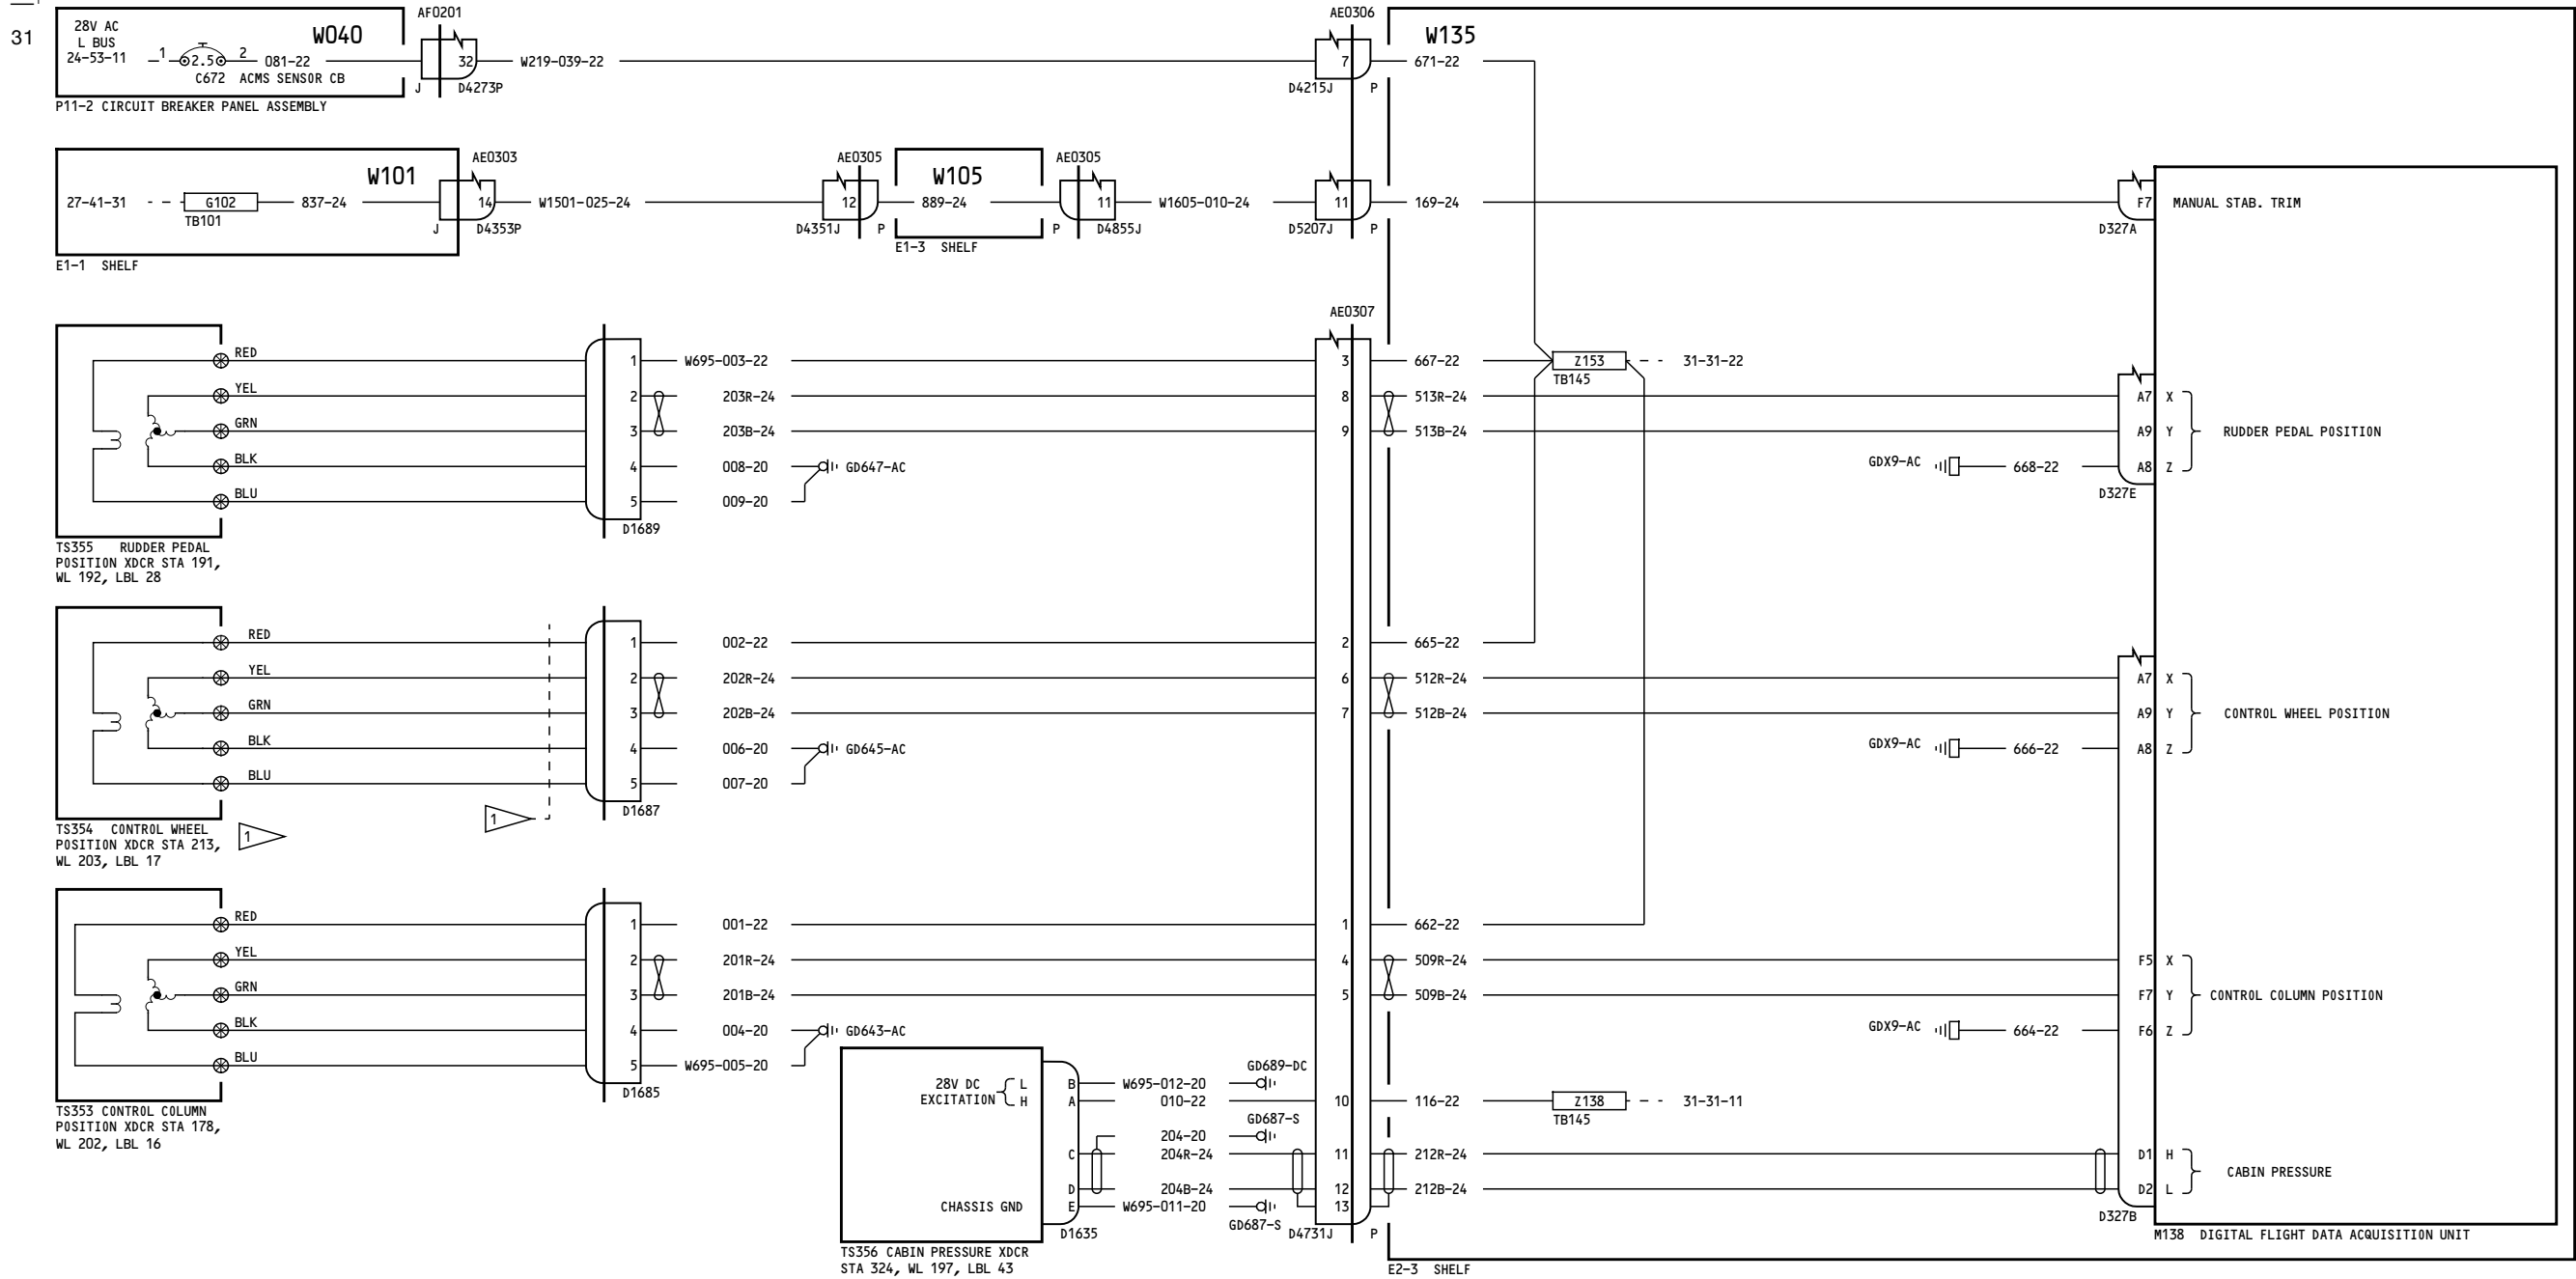 31
28V AC
L BUS
24-53-11
1
2.5
2
081-22
W040
C672 ACMS SENSOR CB
P11-2 CIRCUIT BREAKER PANEL ASSEMBLY
AF0201
32
J
D4273P
W219-039-22
AE0306
7
D4215J
P
W135
671-22
27-41-31
G102
TB101
837-24
W101
E1-1 SHELF
AE0303
14
J
D4353P
W1501-025-24
AE0305
12
D4351J
P
W105
889-24
E1-3 SHELF
AE0305
11
P
D4855J
W1605-010-24
11
D5207J
P
169-24
F7
MANUAL STAB. TRIM
D327A
AE0307
RED
1
W695-003-22
3
667-22
Z153
TB145
31-31-22
YEL
2
203R-24
8
513R-24
A7 X
GRN
3
203B-24
9
513B-24
A9 Y
RUDDER PEDAL POSITION
BLK
4
008-20
GD647-AC
GDX9-AC
668-22
A8 Z
BLU
5
009-20
D1689
D327E
TS355 RUDDER PEDAL
POSITION XDCR STA 191,
WL 192, LBL 28
RED
1
002-22
2
665-22
YEL
2
202R-24
6
512R-24
A7 X
GRN
3
202B-24
7
512B-24
A9 Y
CONTROL WHEEL POSITION
BLK
4
006-20
GD645-AC
GDX9-AC
666-22
A8 Z
BLU
5
007-20
D1687
1
TS354 CONTROL WHEEL
POSITION XDCR STA 213,
WL 203, LBL 17
1
RED
1
001-22
1
662-22
YEL
2
201R-24
4
509R-24
F5 X
GRN
3
201B-24
5
509B-24
F7 Y
CONTROL COLUMN POSITION
BLK
4
004-20
GD643-AC
GDX9-AC
664-22
F6 Z
BLU
5
W695-005-20
D1685
TS353 CONTROL COLUMN
POSITION XDCR STA 178,
WL 202, LBL 16
28V DC
EXCITATION
L
H
B
W695-012-20
GD689-DC
A
010-22
10
116-22
Z138
TB145
31-31-11
204-20
GD687-S
C
204R-24
11
212R-24
D1 H
D
204B-24
12
212B-24
D2 L
CABIN PRESSURE
CHASSIS GND
E
W695-011-20
GD687-S
13
D1635
D4731J
P
D327B
TS356 CABIN PRESSURE XDCR
STA 324, WL 197, LBL 43
M138 DIGITAL FLIGHT DATA ACQUISITION UNIT
E2-3 SHELF